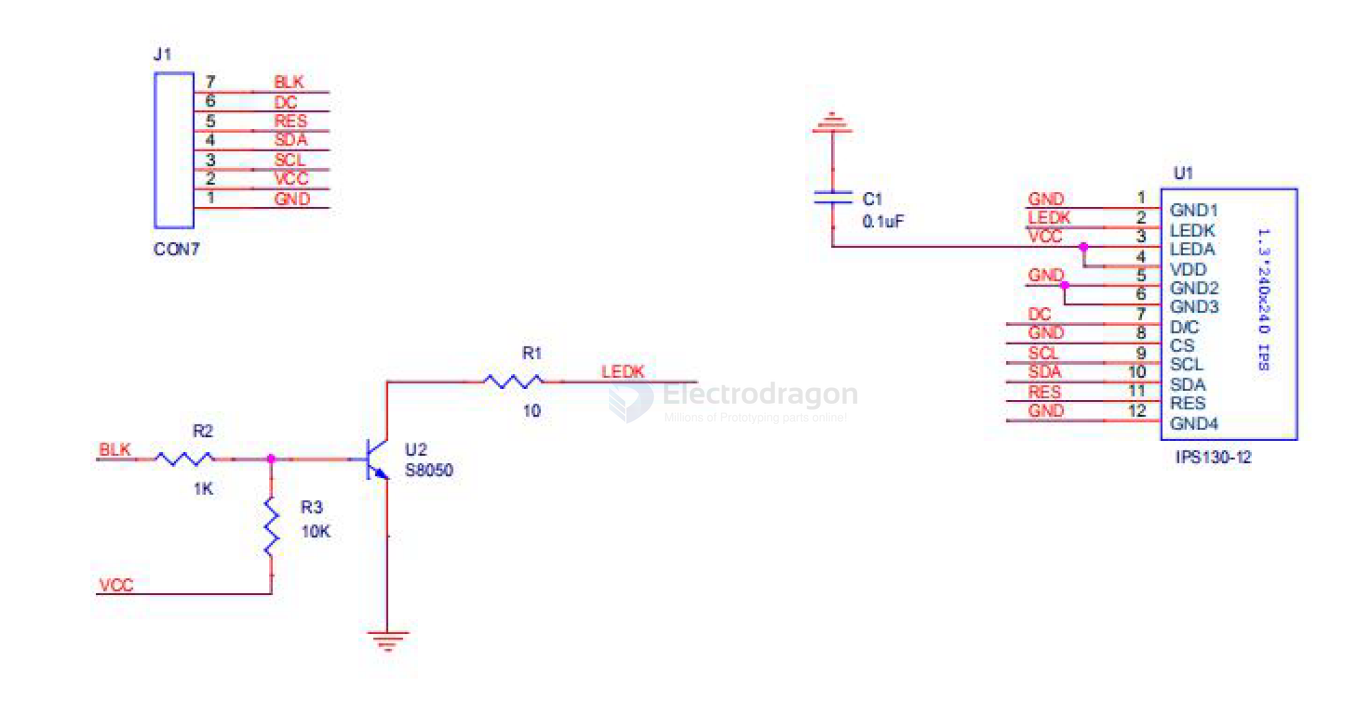 J1
7 BLK
6 DC
5 RES
4 SDA
3 SCL
2 VCC
1 GND
CON7
C1
0.1uF
U1
GND 1 GND1
LEDK 2 LEDK
VCC 3 LEDA
4 VDD
GND 5 GND2
6 GND3
DC 7 D/C
GND 8 CS
SCL 9 SCL
SDA 10 SDA
RES 11 RES
GND 12 GND4
1.3'240x240 IPS
IPS130-12
R1
LEDK
10
Electrodragon
Millions of Prototyping parts online!
R2
BLK
1K
U2
S8050
R3
10K
VCC